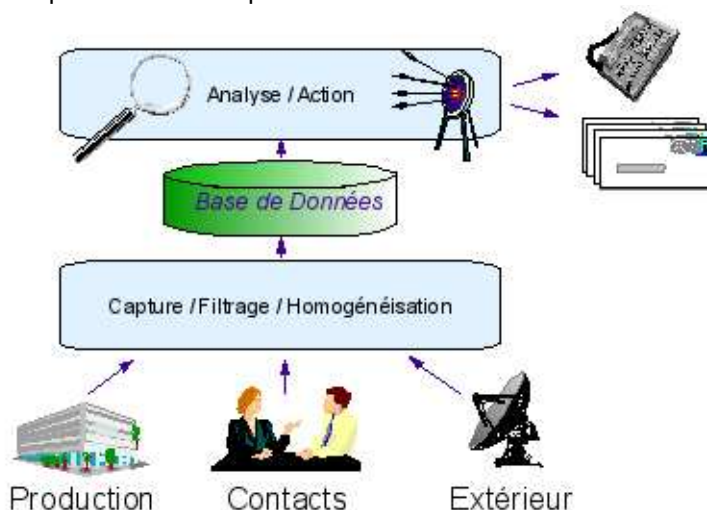 Analyse / Action
Base de Données
Capture / Filtrage / Homogénéisation
Production
Contacts
Extérieur